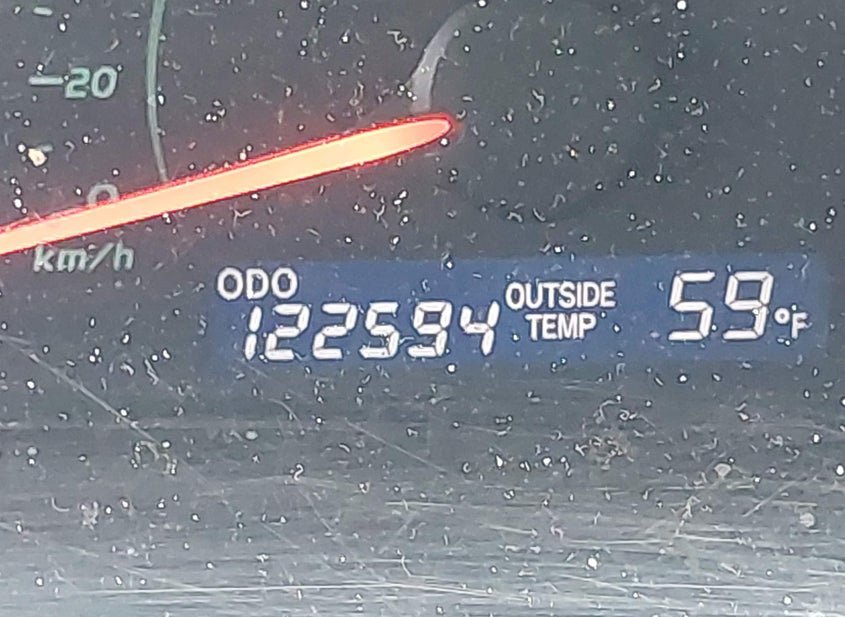 20
0
km/h
ODO
122594
OUTSIDE
TEMP
59°F